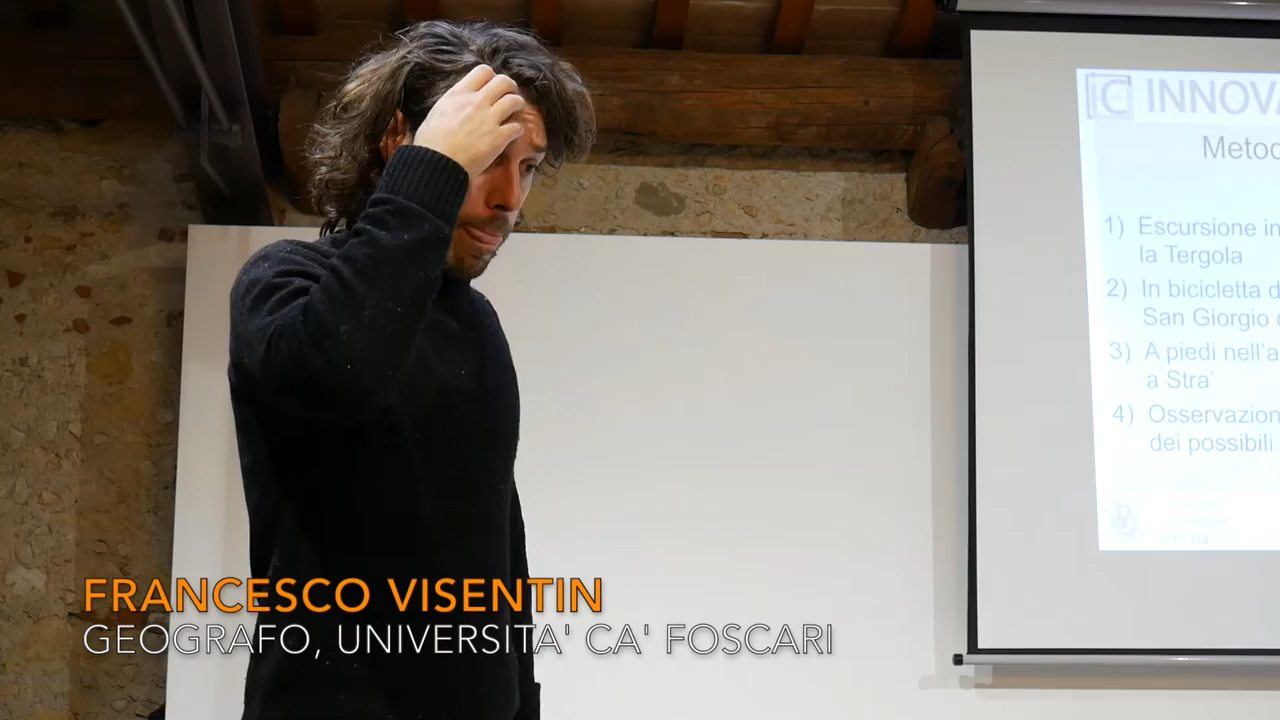 iC INNOVA
Metod
1) Escursione in
la Tergola
2) In bicicletta d
San Giorgio d
3) A piedi nell'a
a Stra'
4) Osservazion
dei possibili
FRANCESCO VISENTIN
GEOGRAFO, UNIVERSITA' CA' FOSCARI